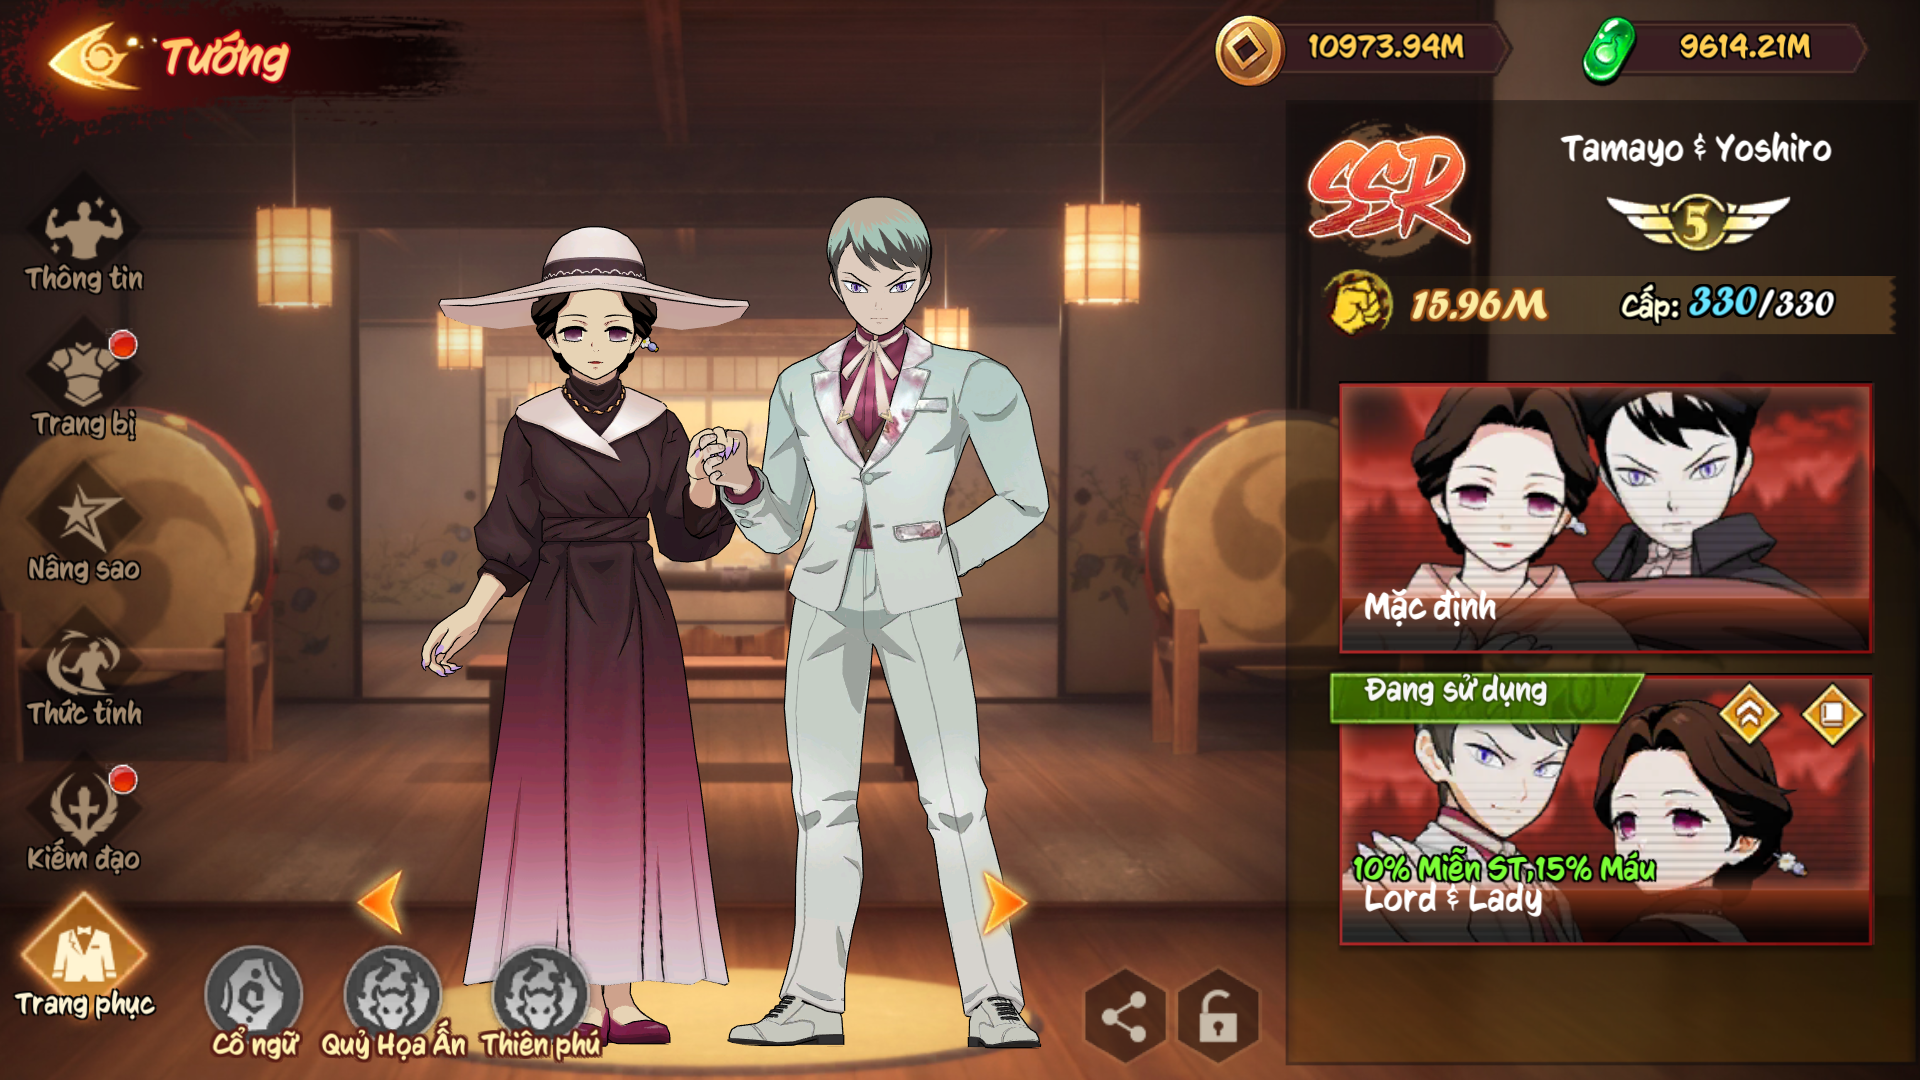 Tướng
10973.94M
9614.21M
SSR
Tamayo & Yoshiro
5
15.96M
Cấp: 330/330
Thông tin
Trang bị
Nâng sao
Thức tỉnh
Kiếm đạo
Trang phục
Cổ ngữ
Quỷ Họa Ấn
Thiên phú
Mặc định
Đang sử dụng
10% Miễn ST,15% Máu
Lord & Lady